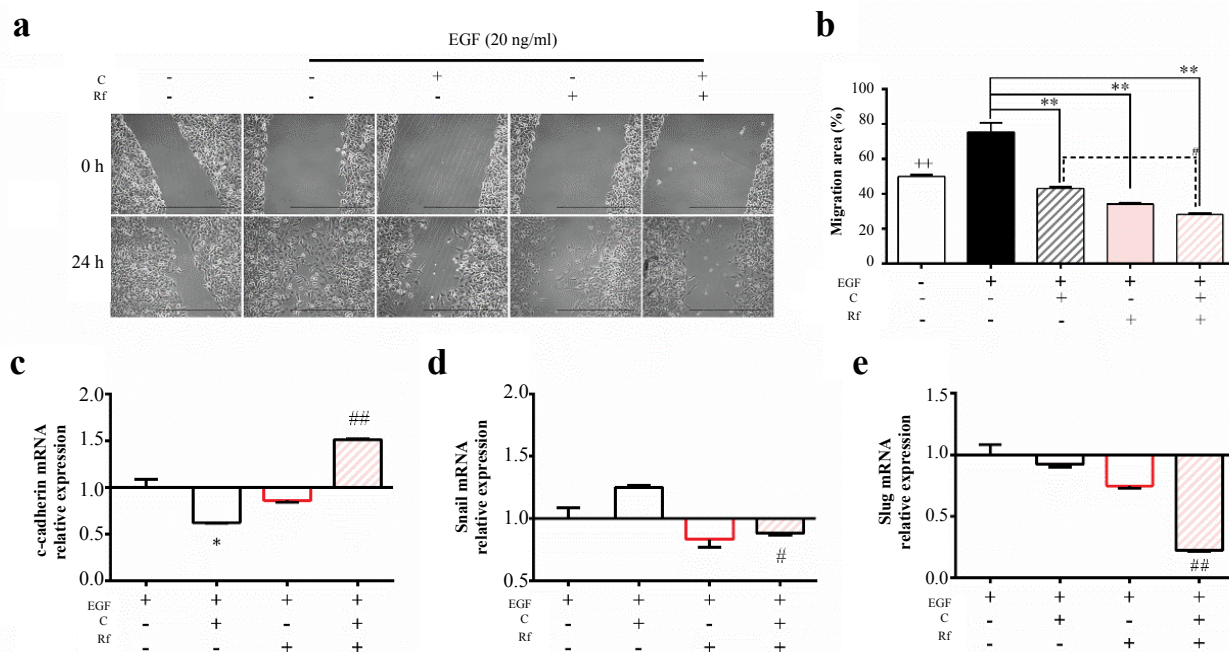 a
EGF (20 ng/ml)
C - - + - +
Rf - - - + +
0 h
24 h
b
Migration area (%)
100
80
60
40
20
0
++
**
**
**
#
EGF - + + + +
C - - + - +
Rf - - - + +
c
c-cadherin mRNA
relative expression
2.0
1.5
1.0
0.5
0.0
*
##
EGF + + + +
C - + - +
Rf - - + +
d
Snail mRNA
relative expression
2.0
1.5
1.0
0.5
#
EGF + + + +
C - + - +
Rf - - + +
e
Slug mRNA
relative expression
1.5
1.0
0.5
0.0
##
EGF + + + +
C - + - +
Rf - - + +